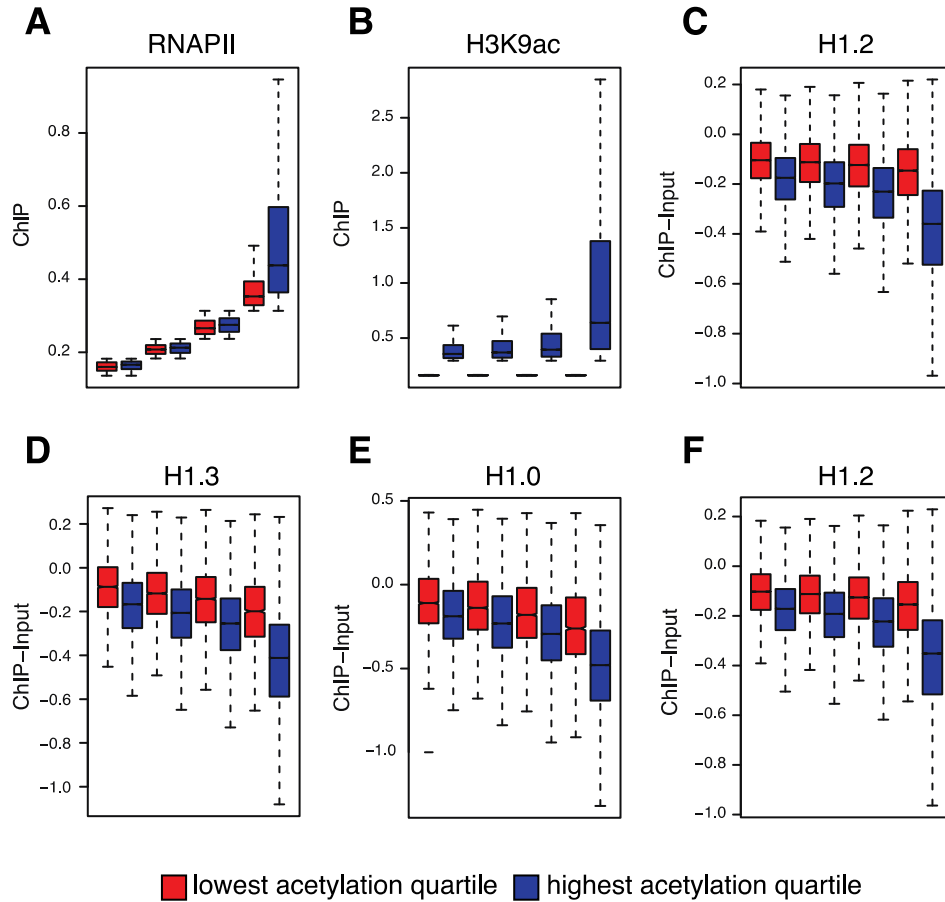 A
RNAPII
ChIP
0.8
0.6
0.4
0.2
B
H3K9ac
ChIP
2.5
2.0
1.5
1.0
0.5
C
H1.2
ChIP−Input
0.2
0.0
−0.2
−0.4
−0.6
−0.8
−1.0
D
H1.3
ChIP−Input
0.2
0.0
−0.2
−0.4
−0.6
−0.8
−1.0
E
H1.0
ChIP−Input
0.5
0.0
−0.5
−1.0
F
H1.2
ChIP−Input
0.2
0.0
−0.2
−0.4
−0.6
−0.8
−1.0
lowest acetylation quartile
highest acetylation quartile